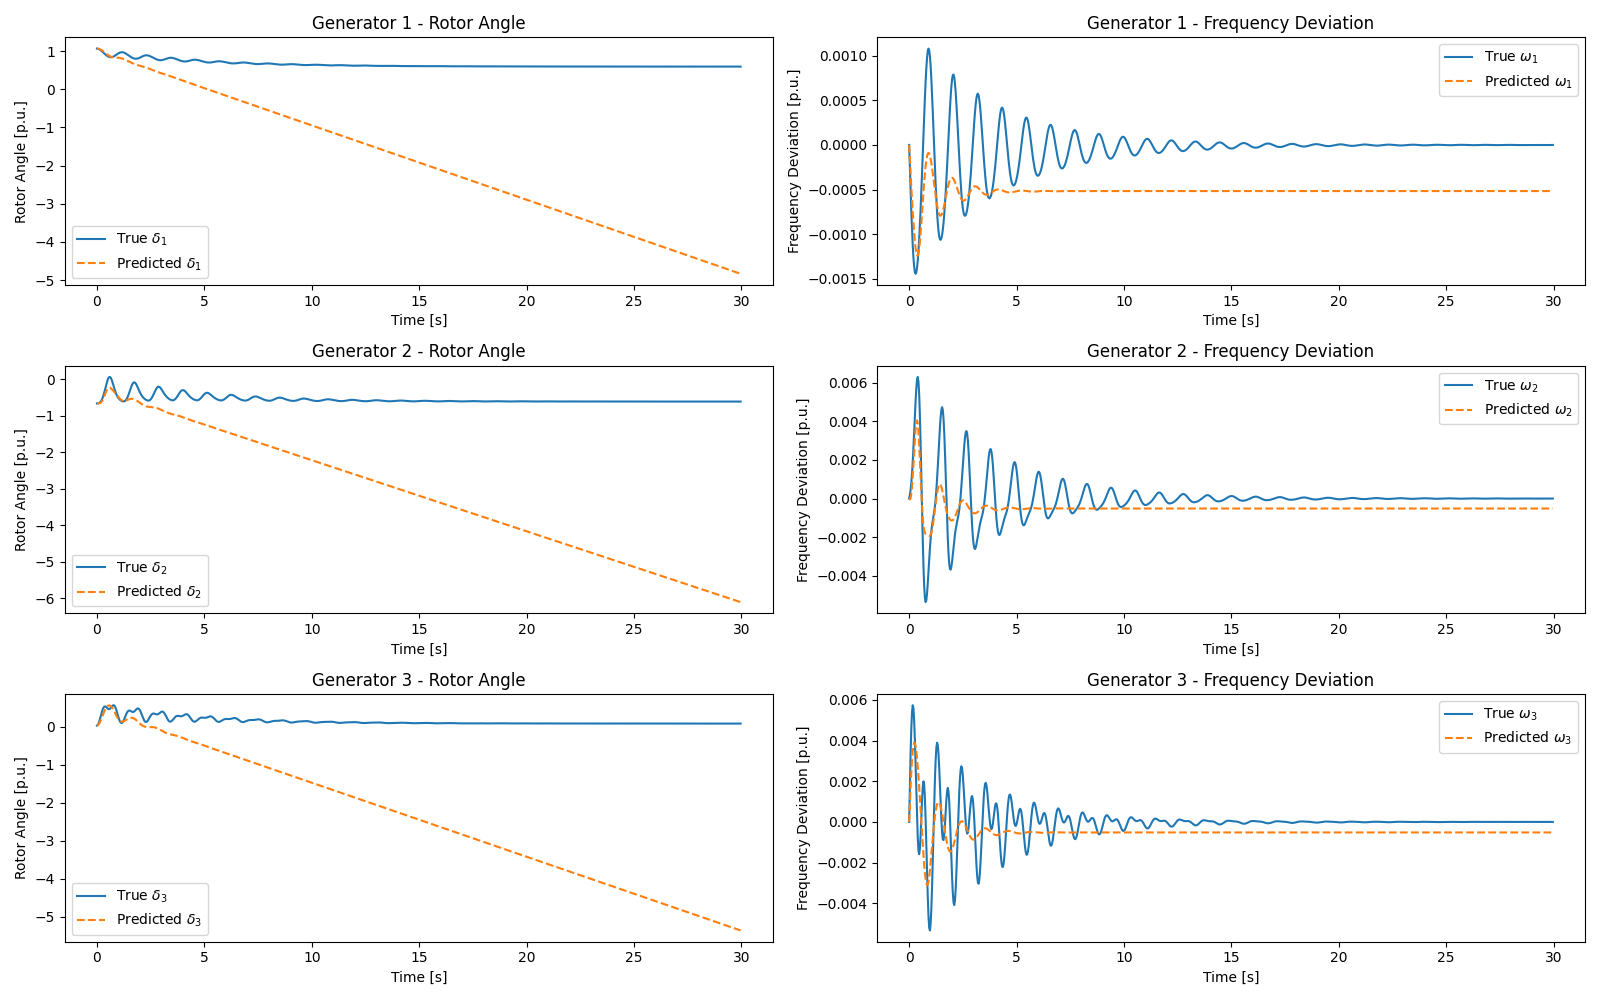 Generator 1 - Rotor Angle
Rotor Angle [p.u.]
1
0
−1
−2
−3
−4
−5
True δ₁
Predicted δ₁
0 5 10 15 20 25 30
Time [s]
Generator 1 - Frequency Deviation
Frequency Deviation [p.u.]
0.0010
0.0005
0.0000
−0.0005
−0.0010
−0.0015
True ω₁
Predicted ω₁
0 5 10 15 20 25 30
Time [s]
Generator 2 - Rotor Angle
Rotor Angle [p.u.]
0
−1
−2
−3
−4
−5
−6
True δ₂
Predicted δ₂
0 5 10 15 20 25 30
Time [s]
Generator 2 - Frequency Deviation
Frequency Deviation [p.u.]
0.006
0.004
0.002
0.000
−0.002
−0.004
True ω₂
Predicted ω₂
0 5 10 15 20 25 30
Time [s]
Generator 3 - Rotor Angle
Rotor Angle [p.u.]
0
−1
−2
−3
−4
−5
True δ₃
Predicted δ₃
0 5 10 15 20 25 30
Time [s]
Generator 3 - Frequency Deviation
Frequency Deviation [p.u.]
0.006
0.004
0.002
0.000
−0.002
−0.004
True ω₃
Predicted ω₃
0 5 10 15 20 25 30
Time [s]